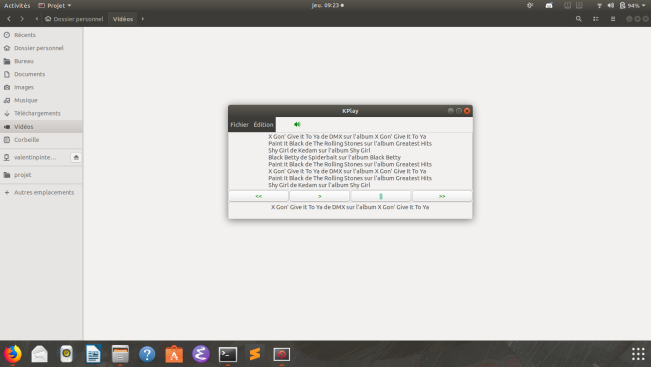 Activités
Projet
jeu. 09:23
94%
Dossier personnel
Vidéos
Récents
Dossier personnel
Bureau
Documents
Images
Musique
Téléchargements
Vidéos
Corbeille
valentinpinte...
projet
+ Autres emplacements
KPlay
Fichier Édition
X Gon' Give It To Ya de DMX sur l'album X Gon' Give It To Ya
Paint It Black de The Rolling Stones sur l'album Greatest Hits
Shy Girl de Kedam sur l'album Shy Girl
Black Betty de Spiderbait sur l'album Black Betty
Paint It Black de The Rolling Stones sur l'album Greatest Hits
X Gon' Give It To Ya de DMX sur l'album X Gon' Give It To Ya
Paint It Black de The Rolling Stones sur l'album Greatest Hits
Shy Girl de Kedam sur l'album Shy Girl
<< > || >>
X Gon' Give It To Ya de DMX sur l'album X Gon' Give It To Ya